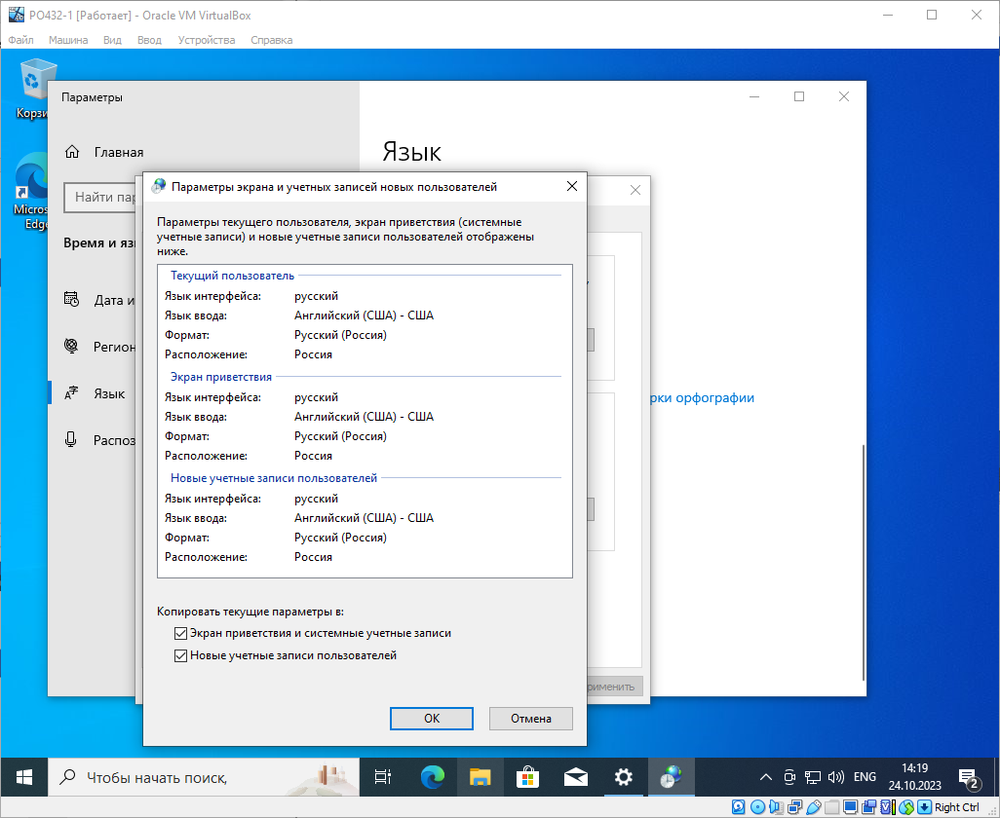 PO432-1 [Работает] - Oracle VM VirtualBox
Файл Машина Вид Ввод Устройства Справка
Параметры
Главная
Язык
Параметры экрана и учетных записей новых пользователей
Параметры текущего пользователя, экран приветствия (системные
учетные записи) и новые учетные записи пользователей отображены
ниже.
Текущий пользователь
Язык интерфейса: русский
Язык ввода: Английский (США) - США
Формат: Русский (Россия)
Расположение: Россия
Экран приветствия
Язык интерфейса: русский
Язык ввода: Английский (США) - США
Формат: Русский (Россия)
Расположение: Россия
Новые учетные записи пользователей
Язык интерфейса: русский
Язык ввода: Английский (США) - США
Формат: Русский (Россия)
Расположение: Россия
Копировать текущие параметры в:
Экран приветствия и системные учетные записи
Новые учетные записи пользователей
ОК Отмена
Корзи
Micros
Edge
Найти пар
Время и яз
Дата и
Регион
Язык
Распоз
рки орфографии
рименить
Чтобы начать поиск,
ENG
14:19
24.10.2023
2
Right Ctrl